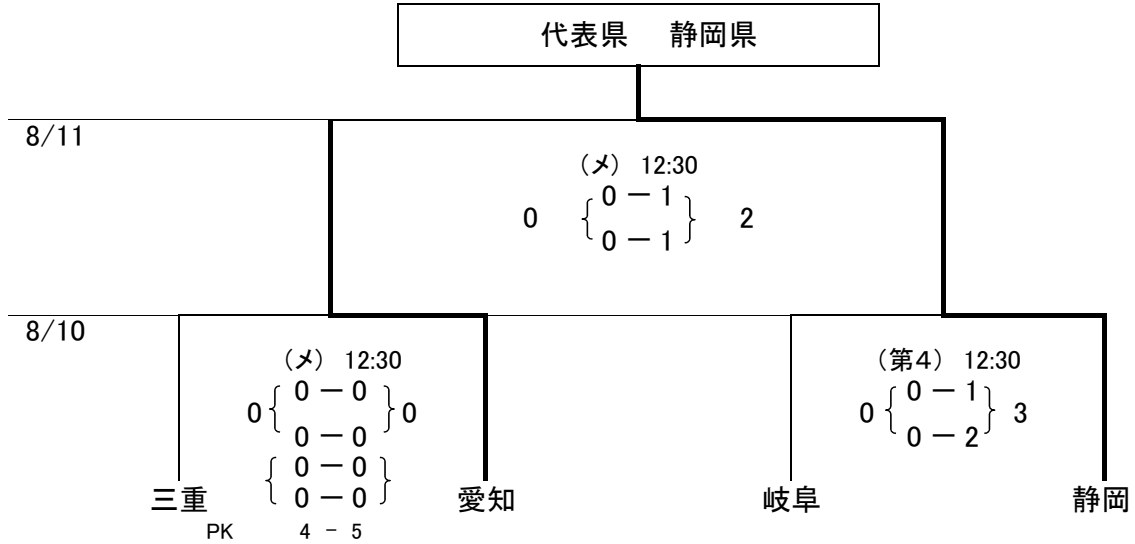 代表県 静岡県
8/11
（メ） 12:30
0 － 1
0 2
0 － 1
8/10
（メ） 12:30 （第4） 12:30
0 － 0 0 － 1
0 0 0 3
0 － 0 0 － 2
0 － 0
0 － 0
三重 愛知 岐阜 静岡
PK 4 － 5